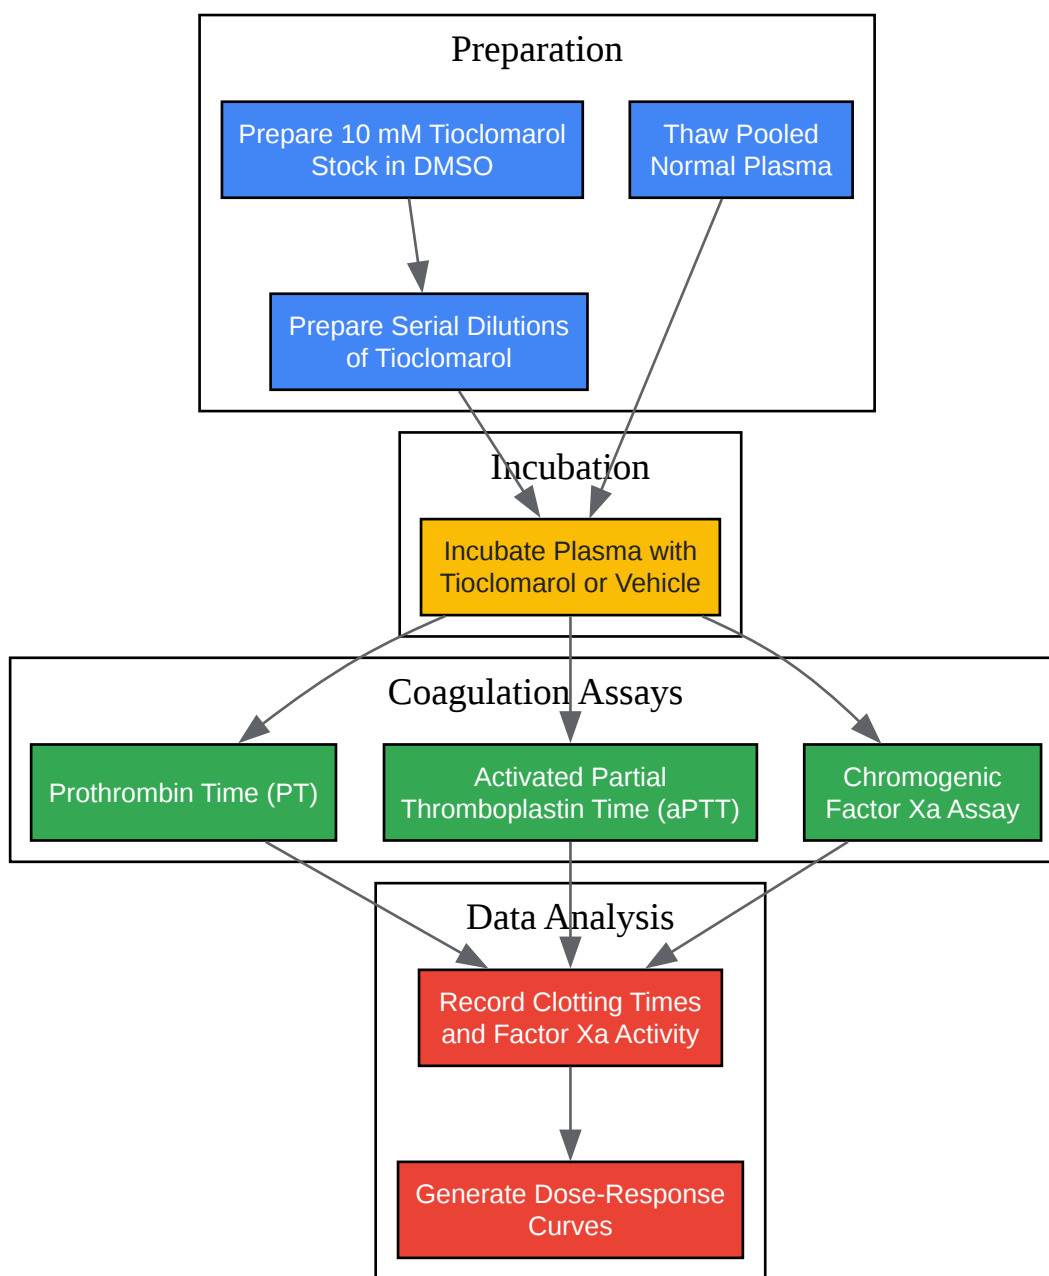 Preparation
Prepare 10 mM Tioclomarol
Stock in DMSO
Thaw Pooled
Normal Plasma
Prepare Serial Dilutions
of Tioclomarol
Incubation
Incubate Plasma with
Tioclomarol or Vehicle
Coagulation Assays
Prothrombin Time (PT)
Activated Partial
Thromboplastin Time (aPTT)
Chromogenic
Factor Xa Assay
Data Analysis
Record Clotting Times
and Factor Xa Activity
Generate Dose-Response
Curves